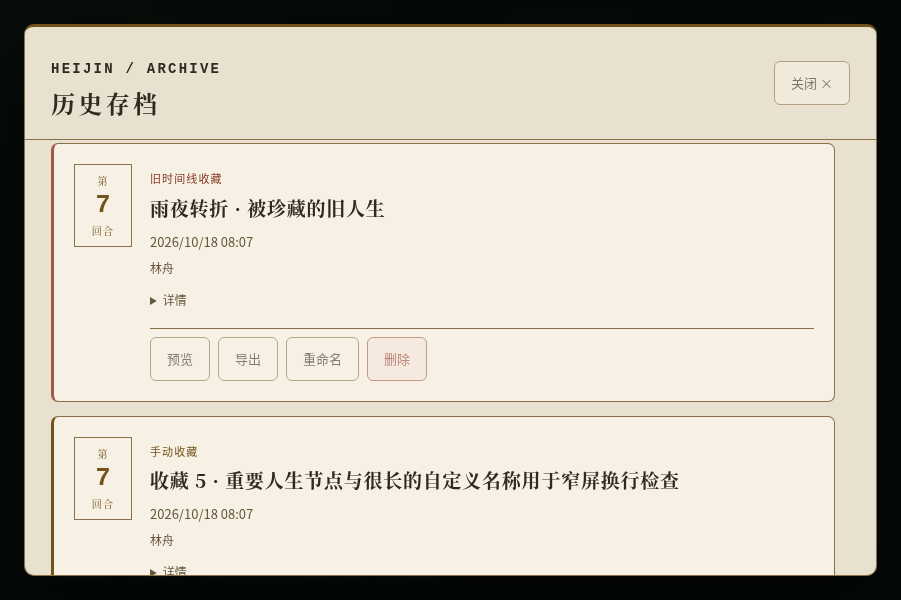 HEIJIN / ARCHIVE
历史存档
关闭 ×
第
7
回合
旧时间线收藏
雨夜转折 · 被珍藏的旧人生
2026/10/18 08:07
林舟
▶ 详情
预览
导出
重命名
删除
第
7
回合
手动收藏
收藏 5 · 重要人生节点与很长的自定义名称用于窄屏换行检查
2026/10/18 08:07
林舟
▶ 详情